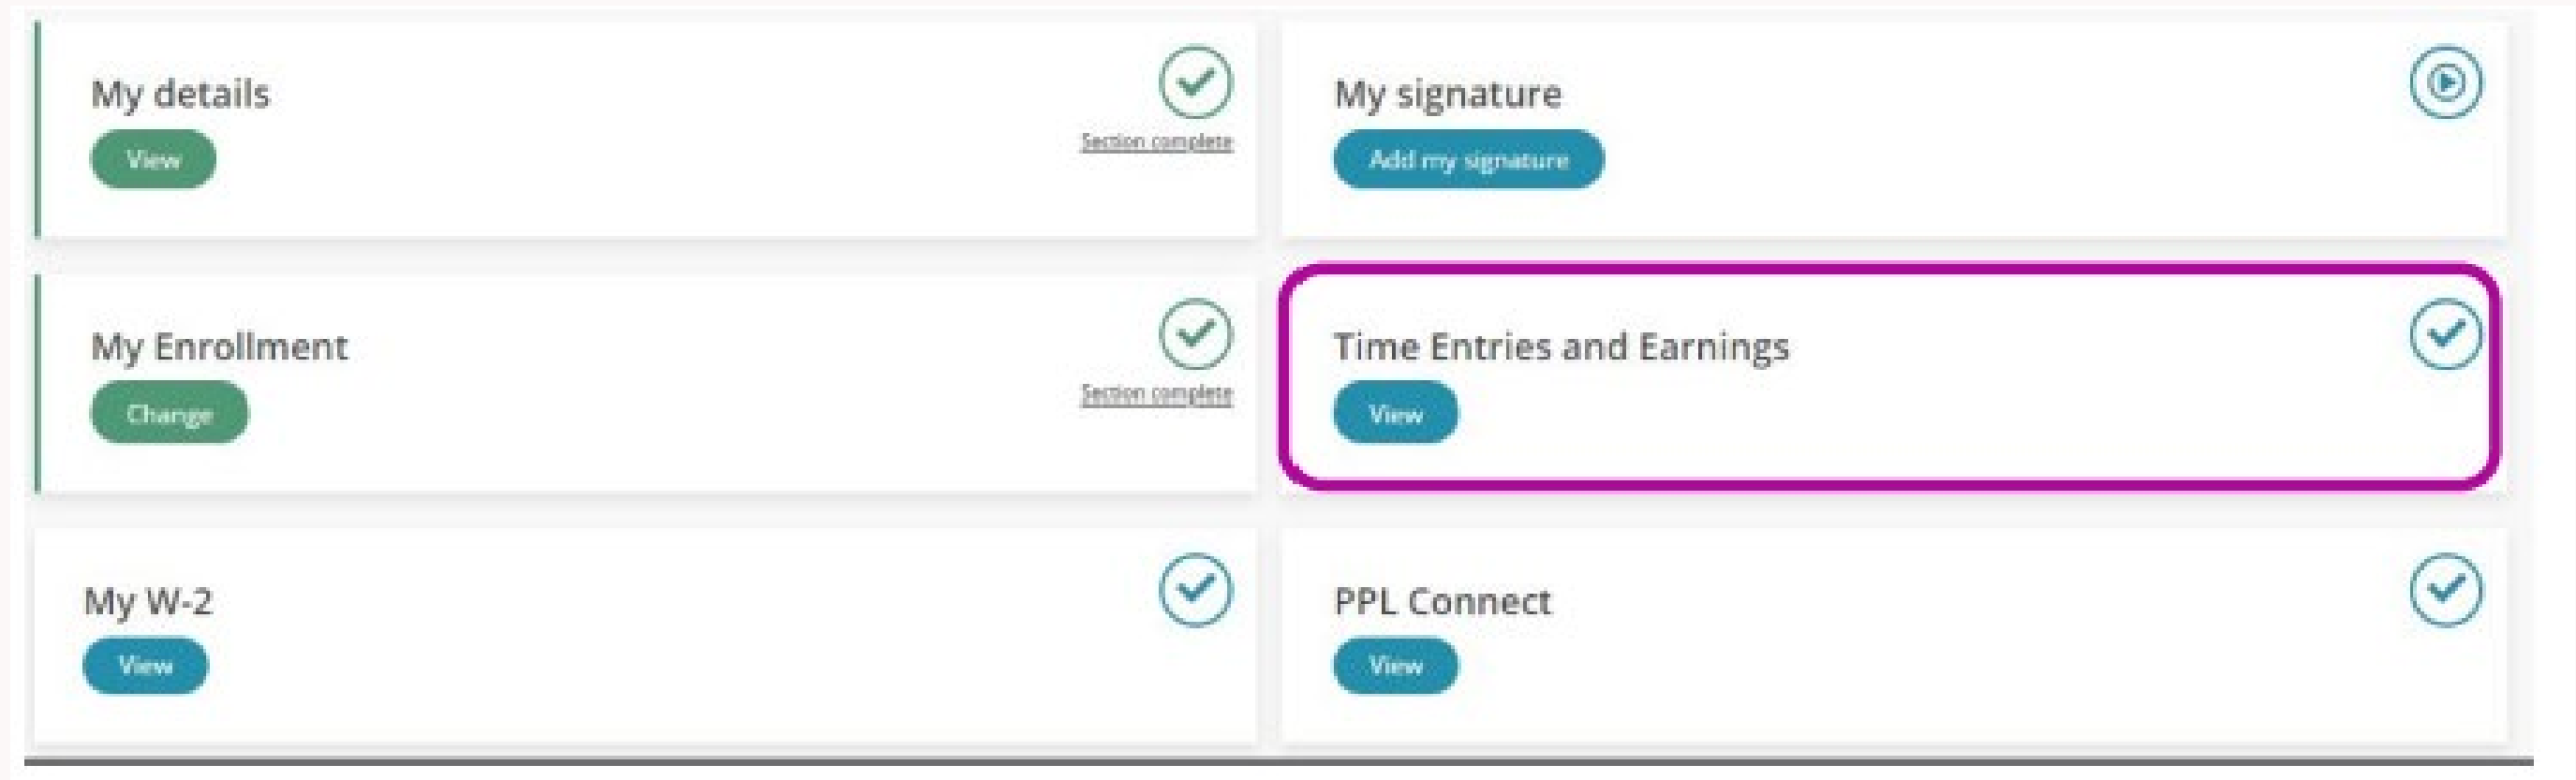 My details
View
Section complete
My signature
Add my signature
My Enrollment
Change
Section complete
Time Entries and Earnings
View
My W-2
View
PPL Connect
View